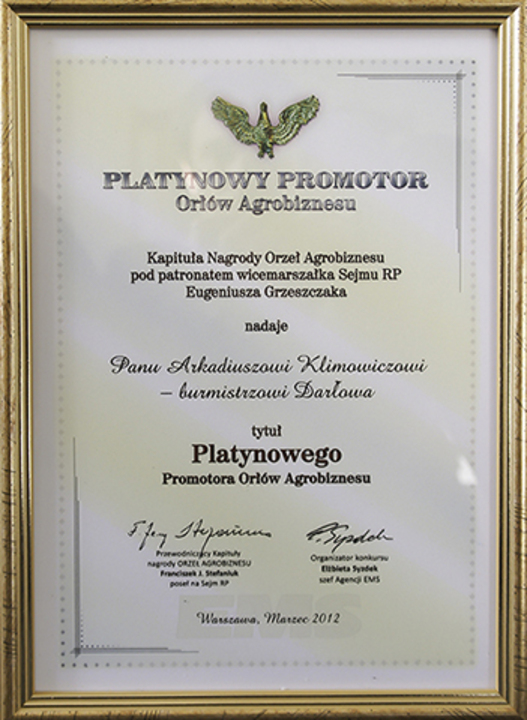 PLATYNOWY PROMOTOR
Orłów Agrobiznesu
Kapituła Nagrody Orzeł Agrobiznesu
pod patronatem wicemarszałka Sejmu RP
Eugeniusza Grzeszczaka
nadaje
Panu Arkadiuszowi Klimowiczowi
– burmistrzowi Darłowa
tytuł
Platynowego
Promotora Orłów Agrobiznesu
Przewodniczący Kapituły
nagrody ORZEŁ AGROBIZNESU
Franciszek J. Stefaniuk
poseł na Sejm RP
Organizator konkursu
Elżbieta Syzdek
szef Agencji EMS
EMS
Warszawa, Marzec 2012